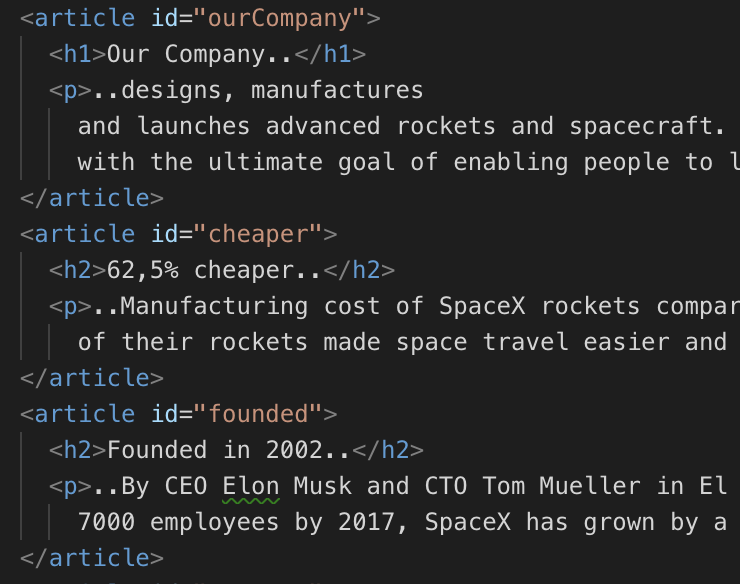 <article id="ourCompany">
<h1>Our Company..</h1>
<p>..designs, manufactures
and launches advanced rockets and spacecraft.
with the ultimate goal of enabling people to
</article>
<article id="cheaper">
<h2>62,5% cheaper..</h2>
<p>..Manufacturing cost of SpaceX rockets
of their rockets made space travel easier and
</article>
<article id="founded">
<h2>Founded in 2002..</h2>
<p>..By CEO Elon Musk and CTO Tom Mueller in El
7000 employees by 2017, SpaceX has grown by a
</article>